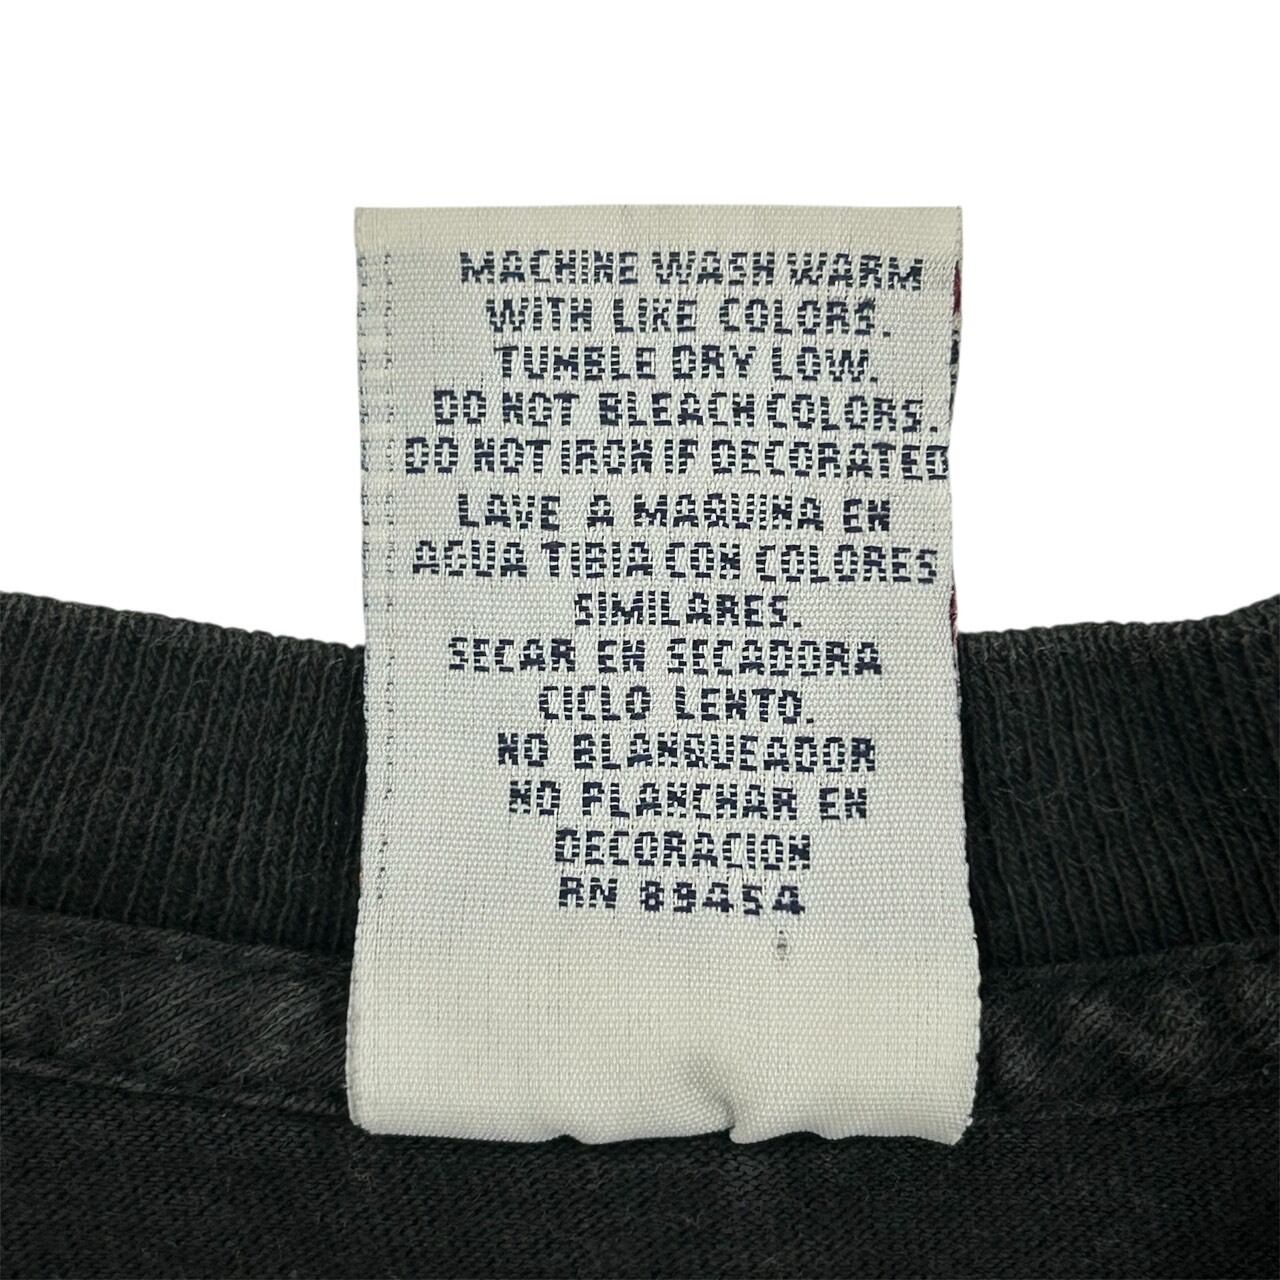 MACHINE WASH WARM
WITH LIKE COLORS.
TUMBLE DRY LOW.
DO NOT BLEACH COLORS.
DO NOT IRON IF DECORATED
LAVE A MAQUINA EN
AGUA TIBIA CON COLORES
SIMILARES.
SECAR EN SECADORA
CICLO LENTO.
NO BLANQUEADOR
NO PLANCHAR EN
DECORACION
RN 89454